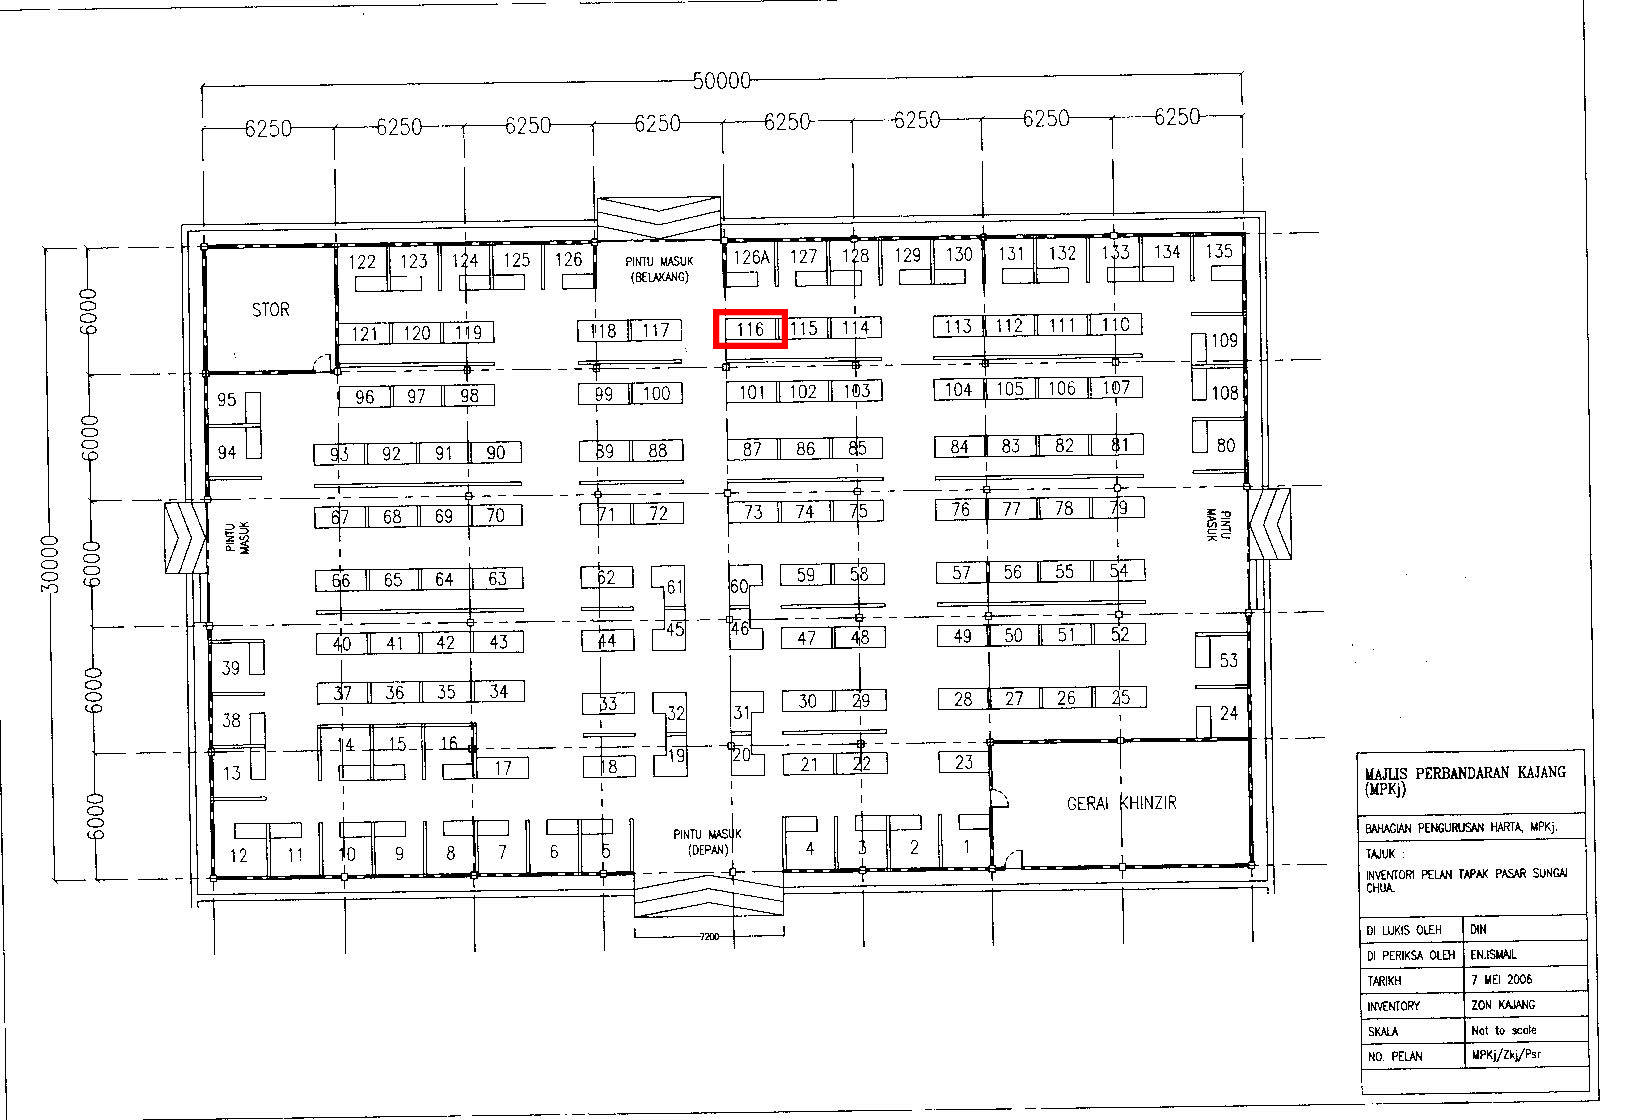 50000
6250 6250 6250 6250 6250 6250 6250 6250
122 123 124 125 126 PINTU MASUK 126A 127 128 129 130 131 132 133 134 135
(BELAKANG)
STOR
6000
121 120 119 118 117 116 115 114 113 112 111 110
109
95 96 97 98 99 100 101 102 103 104 105 106 107 108
6000
94 93 92 91 90 89 88 87 86 85 84 83 82 81 80
67 68 69 70 71 72 73 74 75 76 77 78 79
PINTU MASUK
PINTU MASUK
30000
6000
66 65 64 63 62 61 60 59 58 57 56 55 54
40 41 42 43 44 45 46 47 48 49 50 51 52
39 53
6000
37 36 35 34 33 32 31 30 29 28 27 26 25 24
38
14 15 16
13 17 18 19 20 21 22 23
GERAI KHINZIR
6000
PINTU MASUK
(DEPAN)
12 11 10 9 8 7 6 5 4 3 2 1
7200
MAJLIS PERBANDARAN KAJANG
(MPKj)
BAHAGIAN PENGURUSAN HARTA, MPKj.
TAJUK :
INVENTORI PELAN TAPAK PASAR SUNGAI
CHUA.
DI LUKIS OLEH DIN
DI PERIKSA OLEH EN.ISMAIL
TARIKH 7 MEI 2006
INVENTORY ZON KAJANG
SKALA Not to scale
NO. PELAN MPKj/Zkj/Psr